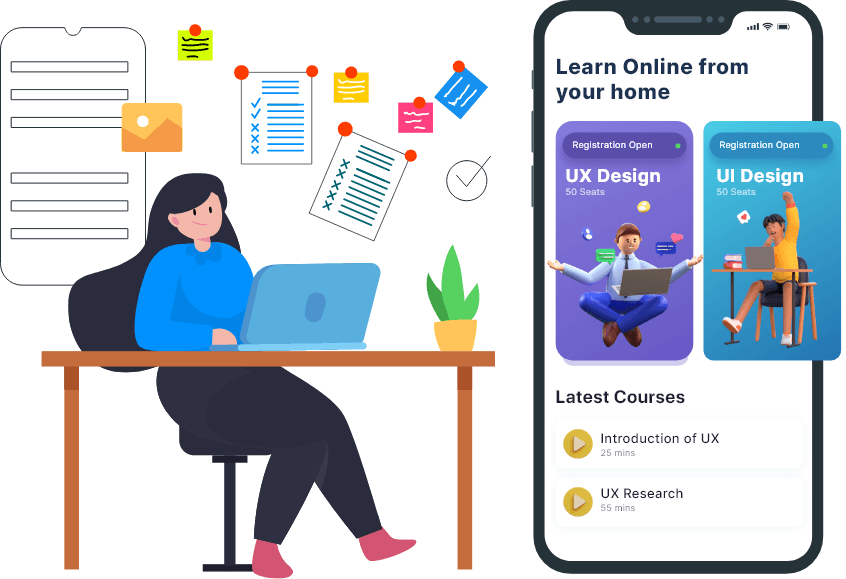 Learn Online from
your home
Registration Open
UX Design
50 Seats
Registration Open
UI Design
50 Seats
Latest Courses
Introduction of UX
25 mins
UX Research
55 mins